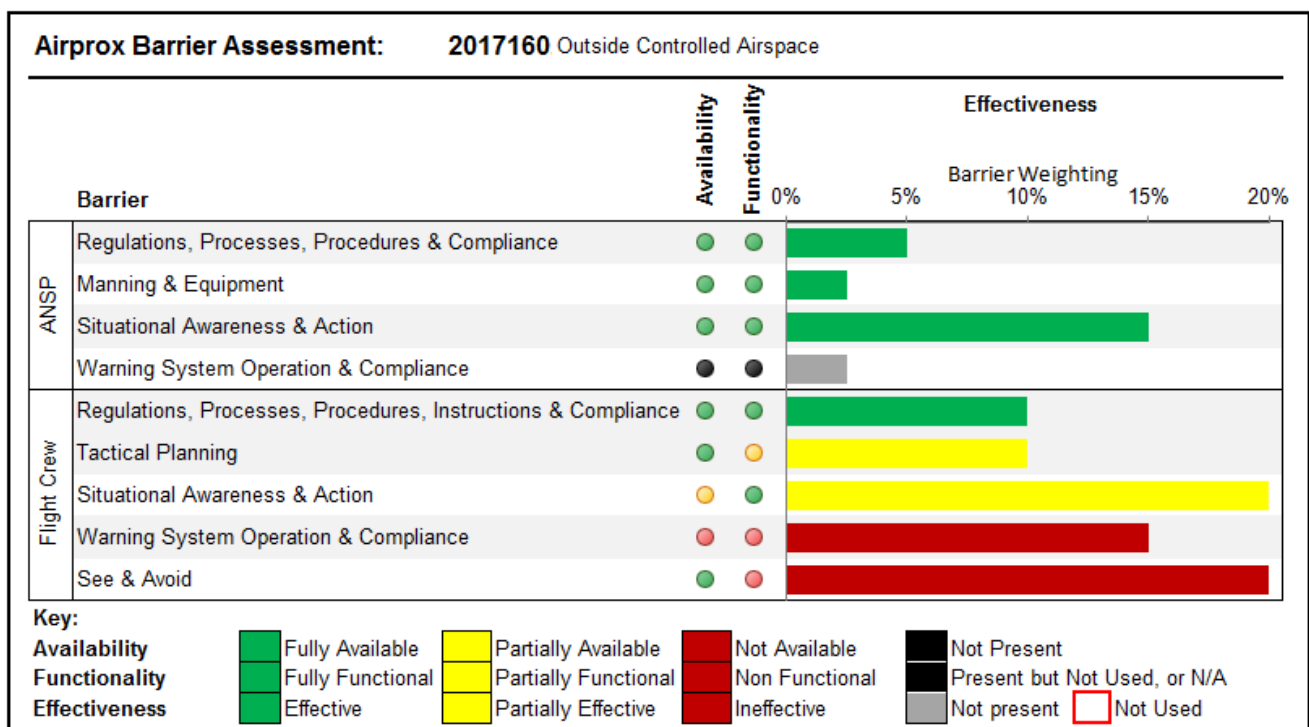 Airprox Barrier Assessment: 2017160 Outside Controlled Airspace
Availability
Functionality
Effectiveness
Barrier Weighting
Barrier
0% 5% 10% 15% 20%
ANSP
Regulations, Processes, Procedures & Compliance
Manning & Equipment
Situational Awareness & Action
Warning System Operation & Compliance
Flight Crew
Regulations, Processes, Procedures, Instructions & Compliance
Tactical Planning
Situational Awareness & Action
Warning System Operation & Compliance
See & Avoid
Key:
Availability Fully Available Partially Available Not Available Not Present
Functionality Fully Functional Partially Functional Non Functional Present but Not Used, or N/A
Effectiveness Effective Partially Effective Ineffective Not present Not Used